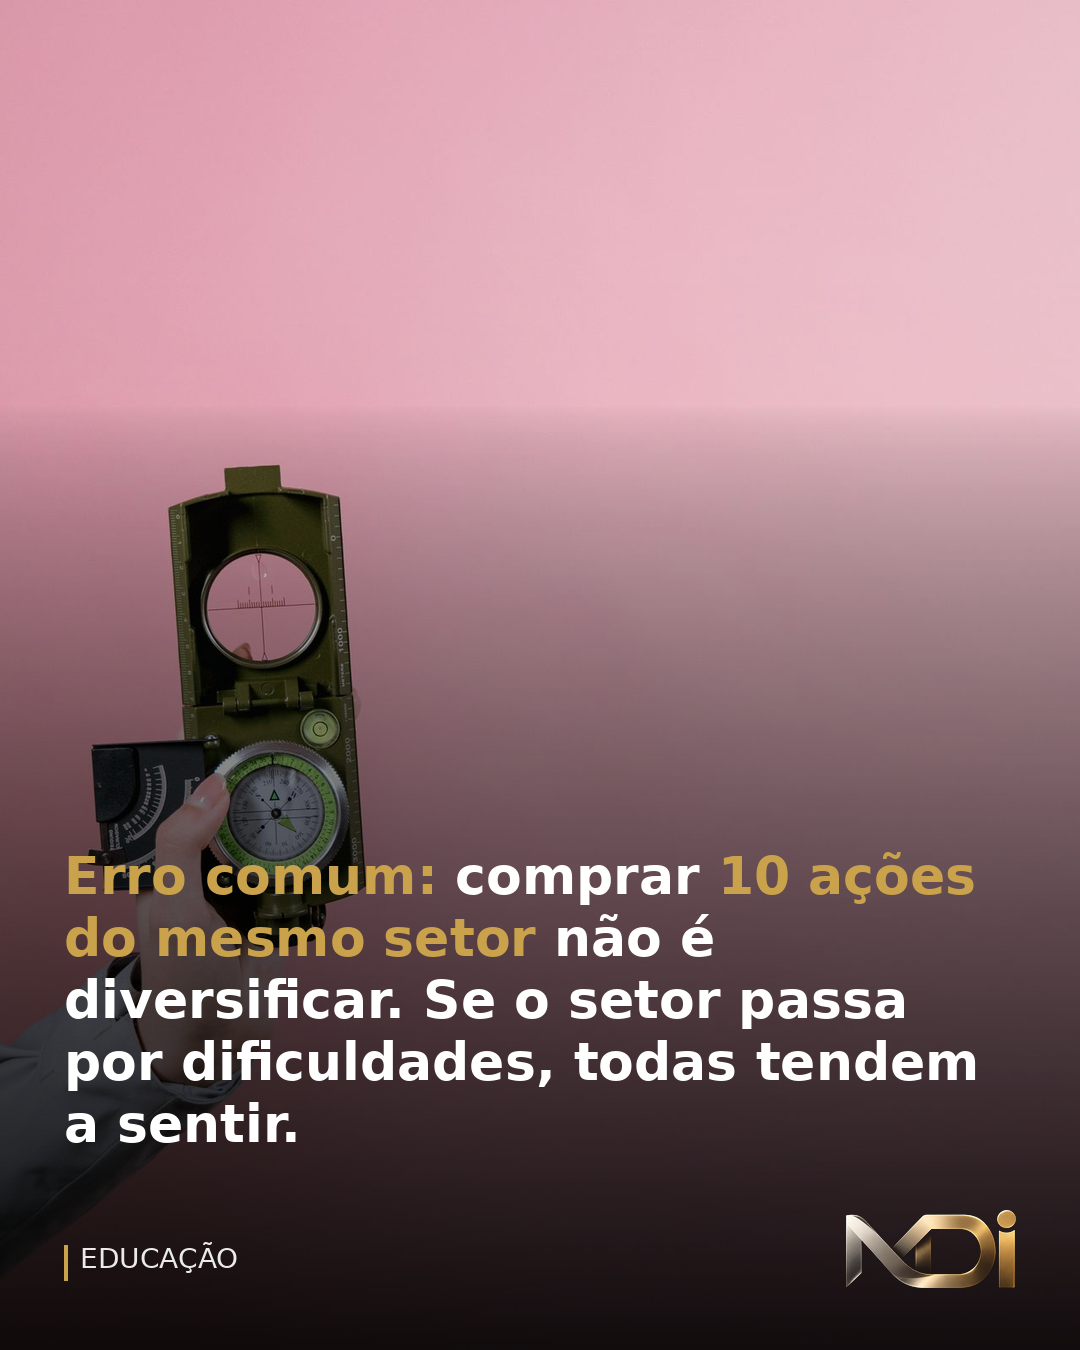 Erro comum: comprar 10 ações
do mesmo setor não é
diversificar. Se o setor passa
por dificuldades, todas tendem
a sentir.
EDUCAÇÃO
MDi